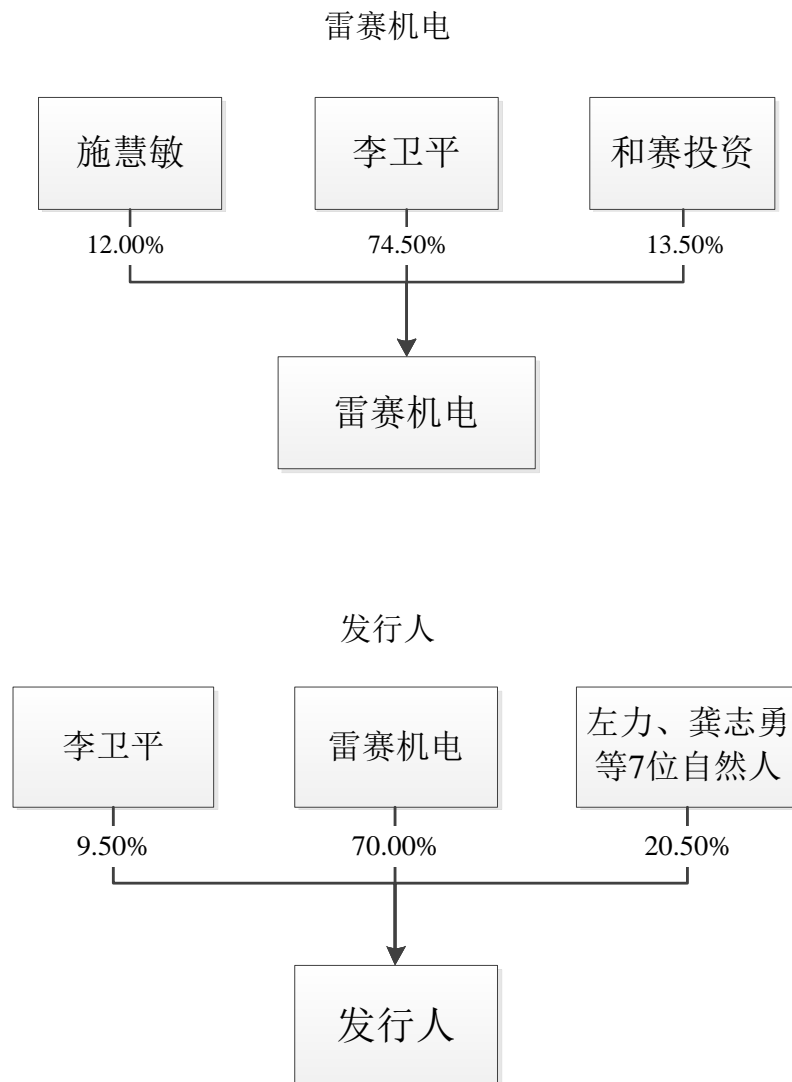 雷赛机电
施慧敏
李卫平
和赛投资
12.00%
74.50%
13.50%
雷赛机电
发行人
李卫平
雷赛机电
左力、龚志勇
等7位自然人
9.50%
70.00%
20.50%
发行人